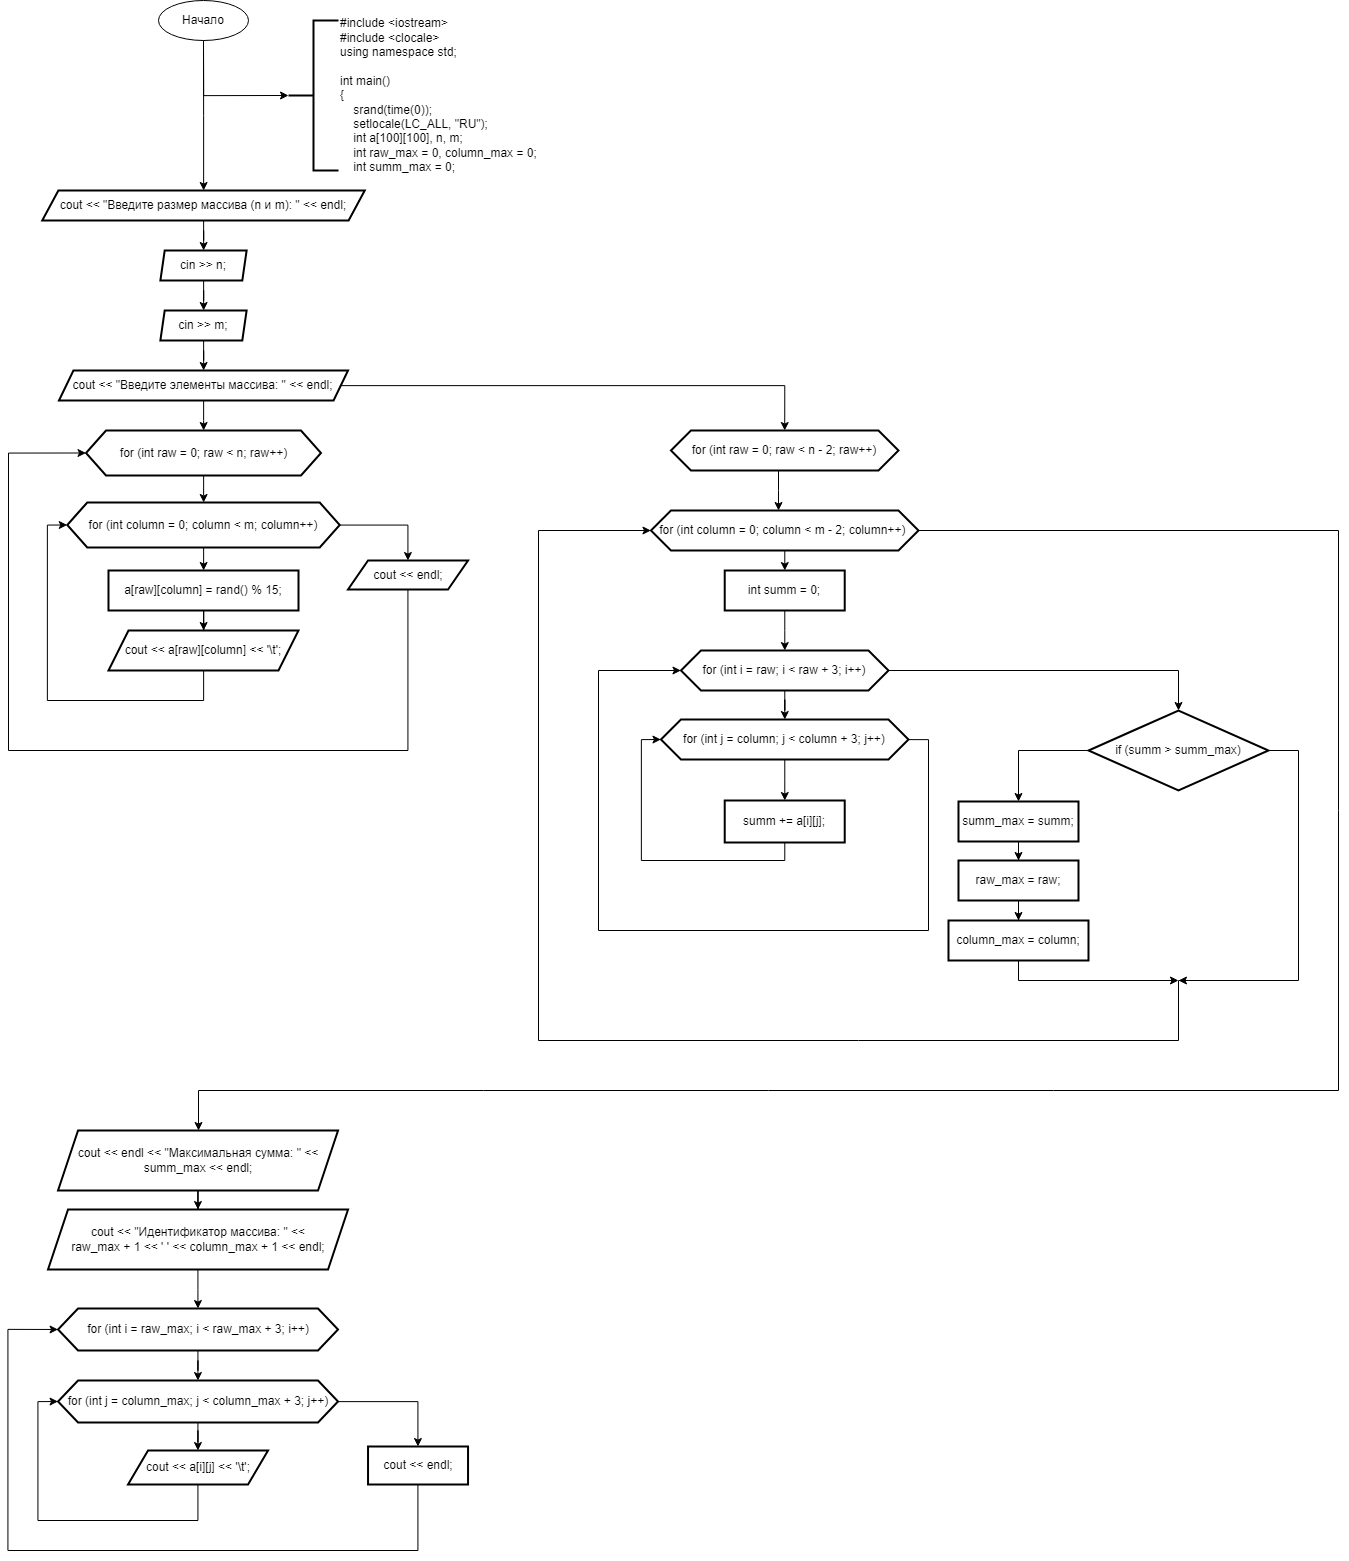 Начало
#include <iostream>
#include <clocale>
using namespace std;
int main()
{
srand(time(0));
setlocale(LC_ALL, "RU");
int a[100][100], n, m;
int raw_max = 0, column_max = 0;
int summ_max = 0;
cout << "Введите размер массива (n и m): " << endl;
cin >> n;
cin >> m;
cout << "Введите элементы массива: " << endl;
for (int raw = 0; raw < n; raw++)
for (int column = 0; column < m; column++)
a[raw][column] = rand() % 15;
cout << a[raw][column] << '\t';
cout << endl;
for (int raw = 0; raw < n - 2; raw++)
for (int column = 0; column < m - 2; column++)
int summ = 0;
for (int i = raw; i < raw + 3; i++)
for (int j = column; j < column + 3; j++)
summ += a[i][j];
if (summ > summ_max)
summ_max = summ;
raw_max = raw;
column_max = column;
cout << endl << "Максимальная сумма: " <<
summ_max << endl;
cout << "Идентификатор массива: " <<
raw_max + 1 << ' ' << column_max + 1 << endl;
for (int i = raw_max; i < raw_max + 3; i++)
for (int j = column_max; j < column_max + 3; j++)
cout << a[i][j] << '\t';
cout << endl;